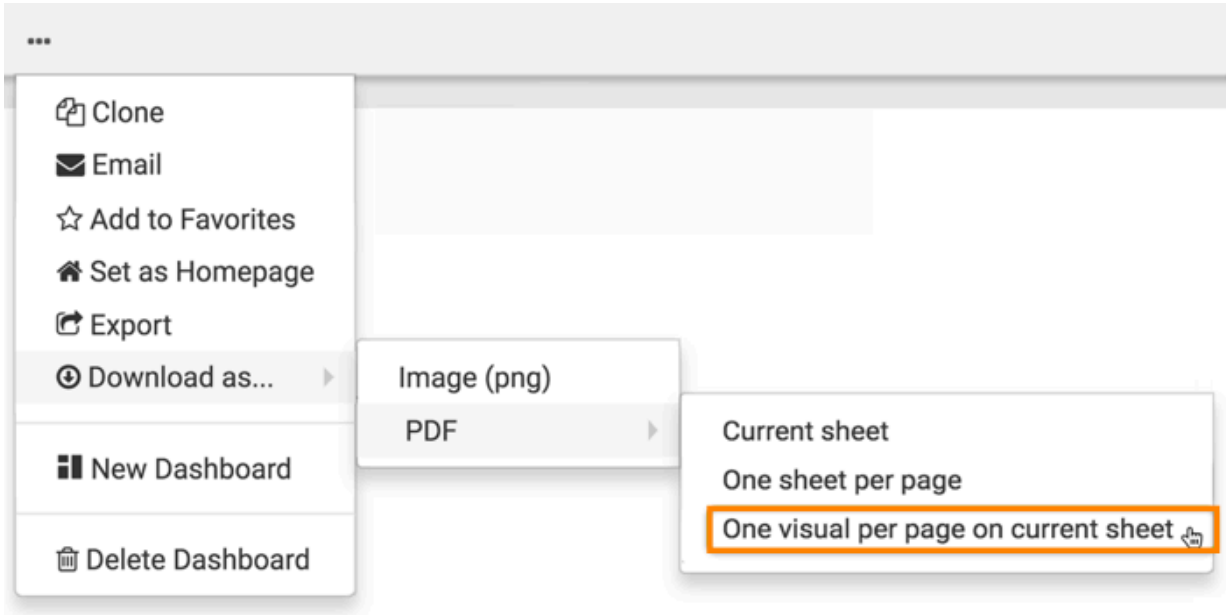 ...
Clone
Email
Add to Favorites
Set as Homepage
Export
Download as...
Image (png)
PDF
Current sheet
One sheet per page
One visual per page on current sheet
New Dashboard
Delete Dashboard